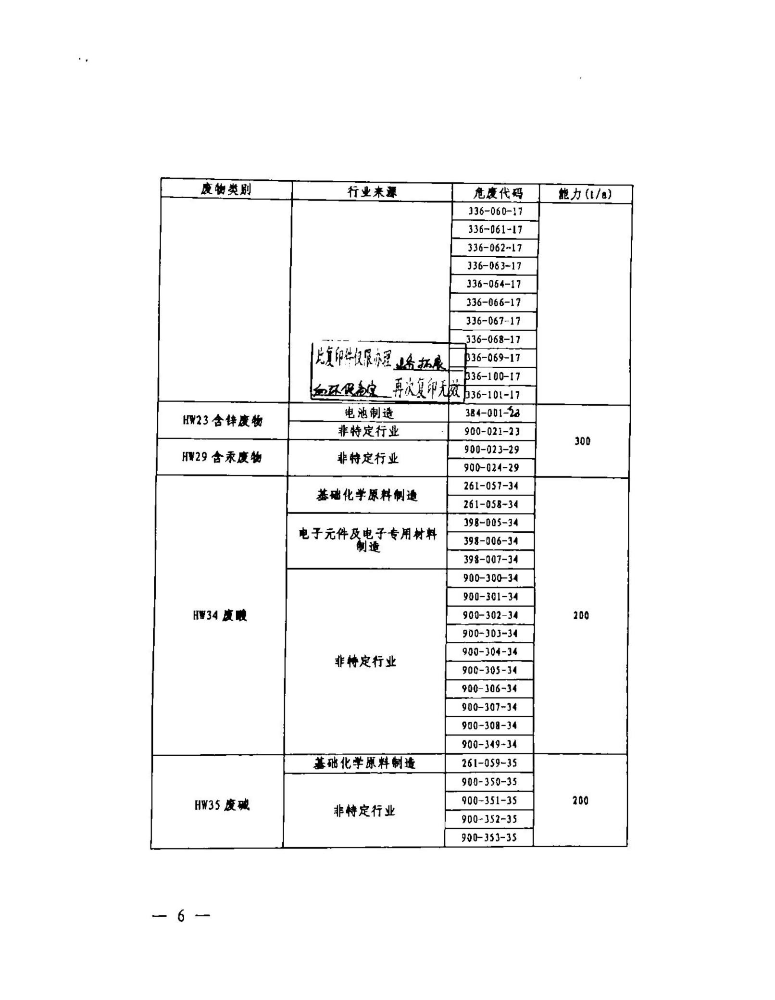 废物类别 行业来源 危废代码 能力(t/a)
336-060-17
336-061-17
336-062-17
336-063-17
336-064-17
336-066-17
336-067-17
336-068-17
此复印件仅限办理 业务拓展
336-069-17
336-100-17
和环保备案 再次复印无效
336-101-17
HW23 含锌废物 电池制造 384-001-23
非特定行业 900-021-23
300
HW29 含汞废物 非特定行业 900-023-29
900-024-29
基础化学原料制造 261-057-34
261-058-34
电子元件及电子专用材料
制造
398-005-34
398-006-34
398-007-34
HW34 废酸 非特定行业 200
900-300-34
900-301-34
900-302-34
900-303-34
900-304-34
900-305-34
900-306-34
900-307-34
900-308-34
900-349-34
基础化学原料制造 261-059-35
HW35 废碱 非特定行业 200
900-350-35
900-351-35
900-352-35
900-353-35
— 6 —